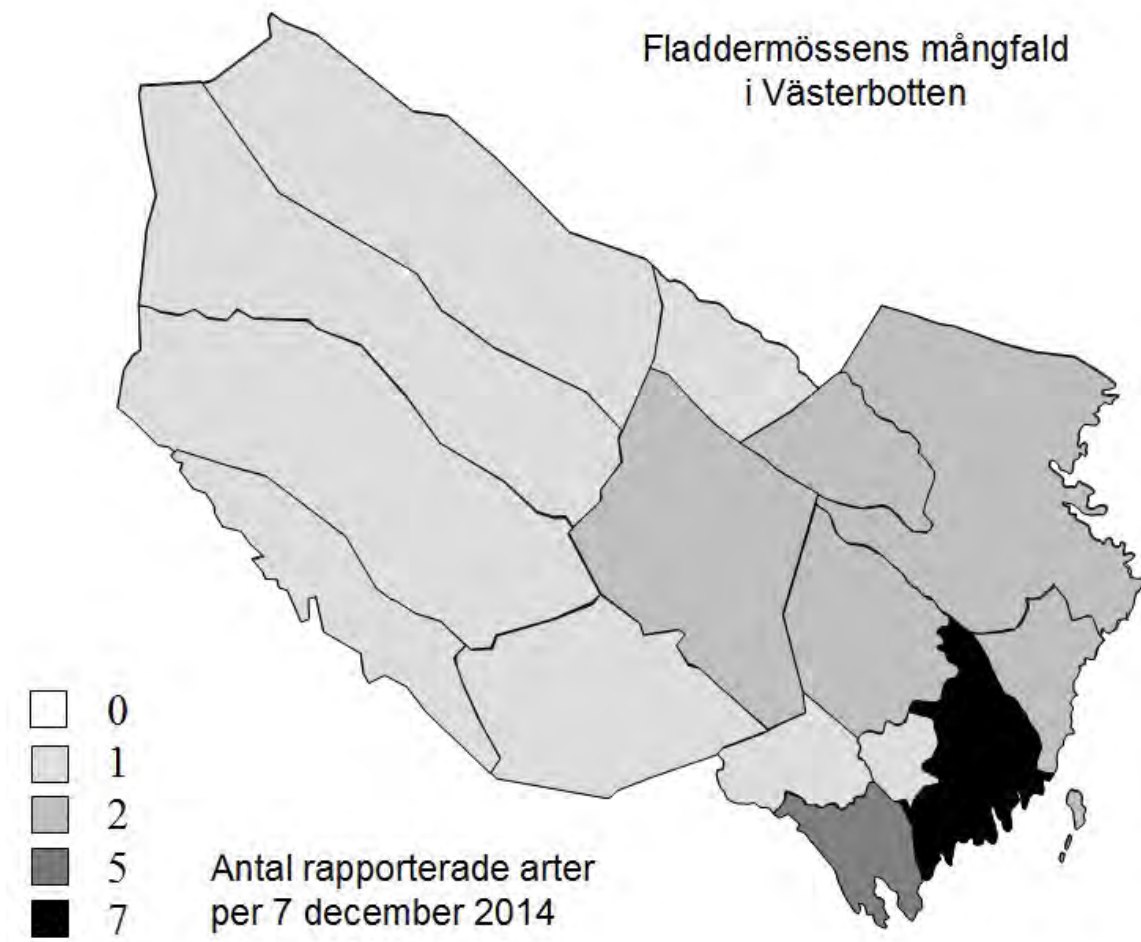 Fladdermössens mångfald
i Västerbotten
0
1
2
5
7
Antal rapporterade arter
per 7 december 2014